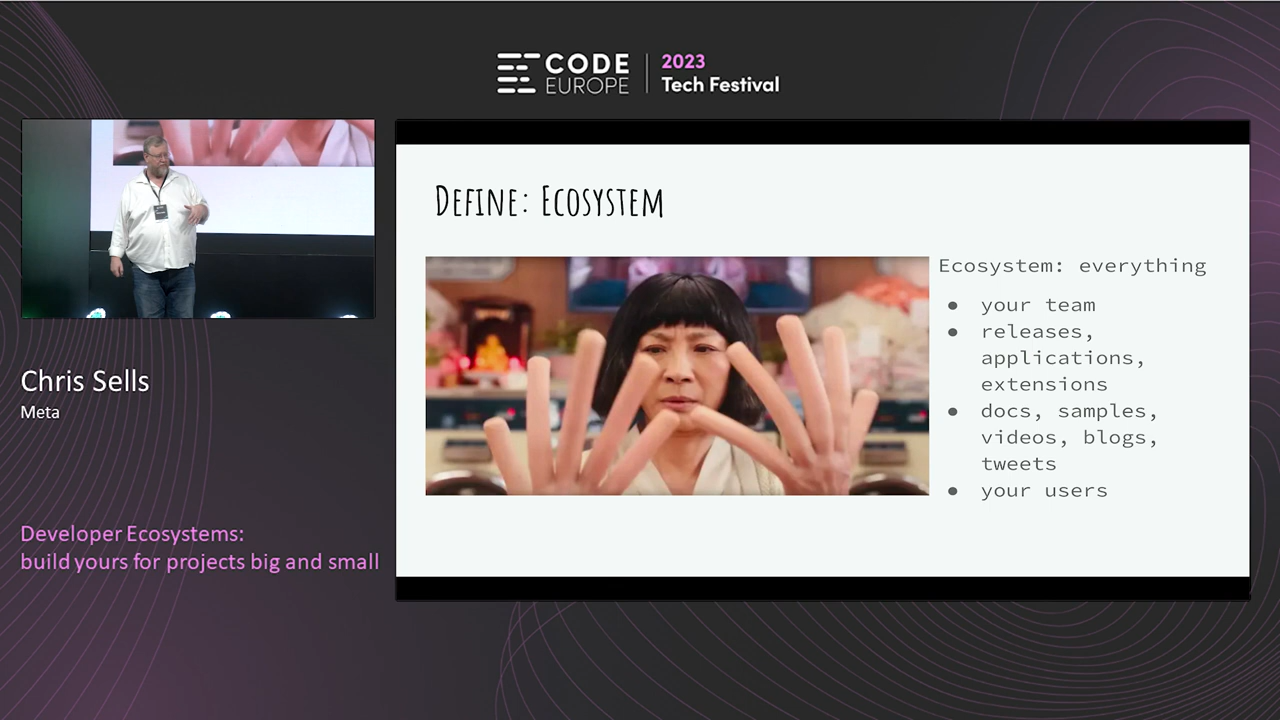 CODE
EUROPE
2023
Tech Festival
Chris Sells
Meta
Developer Ecosystems:
build yours for projects big and small
DEFINE: ECOSYSTEM
Ecosystem: everything
● your team
● releases,
applications,
extensions
● docs, samples,
videos, blogs,
tweets
● your users